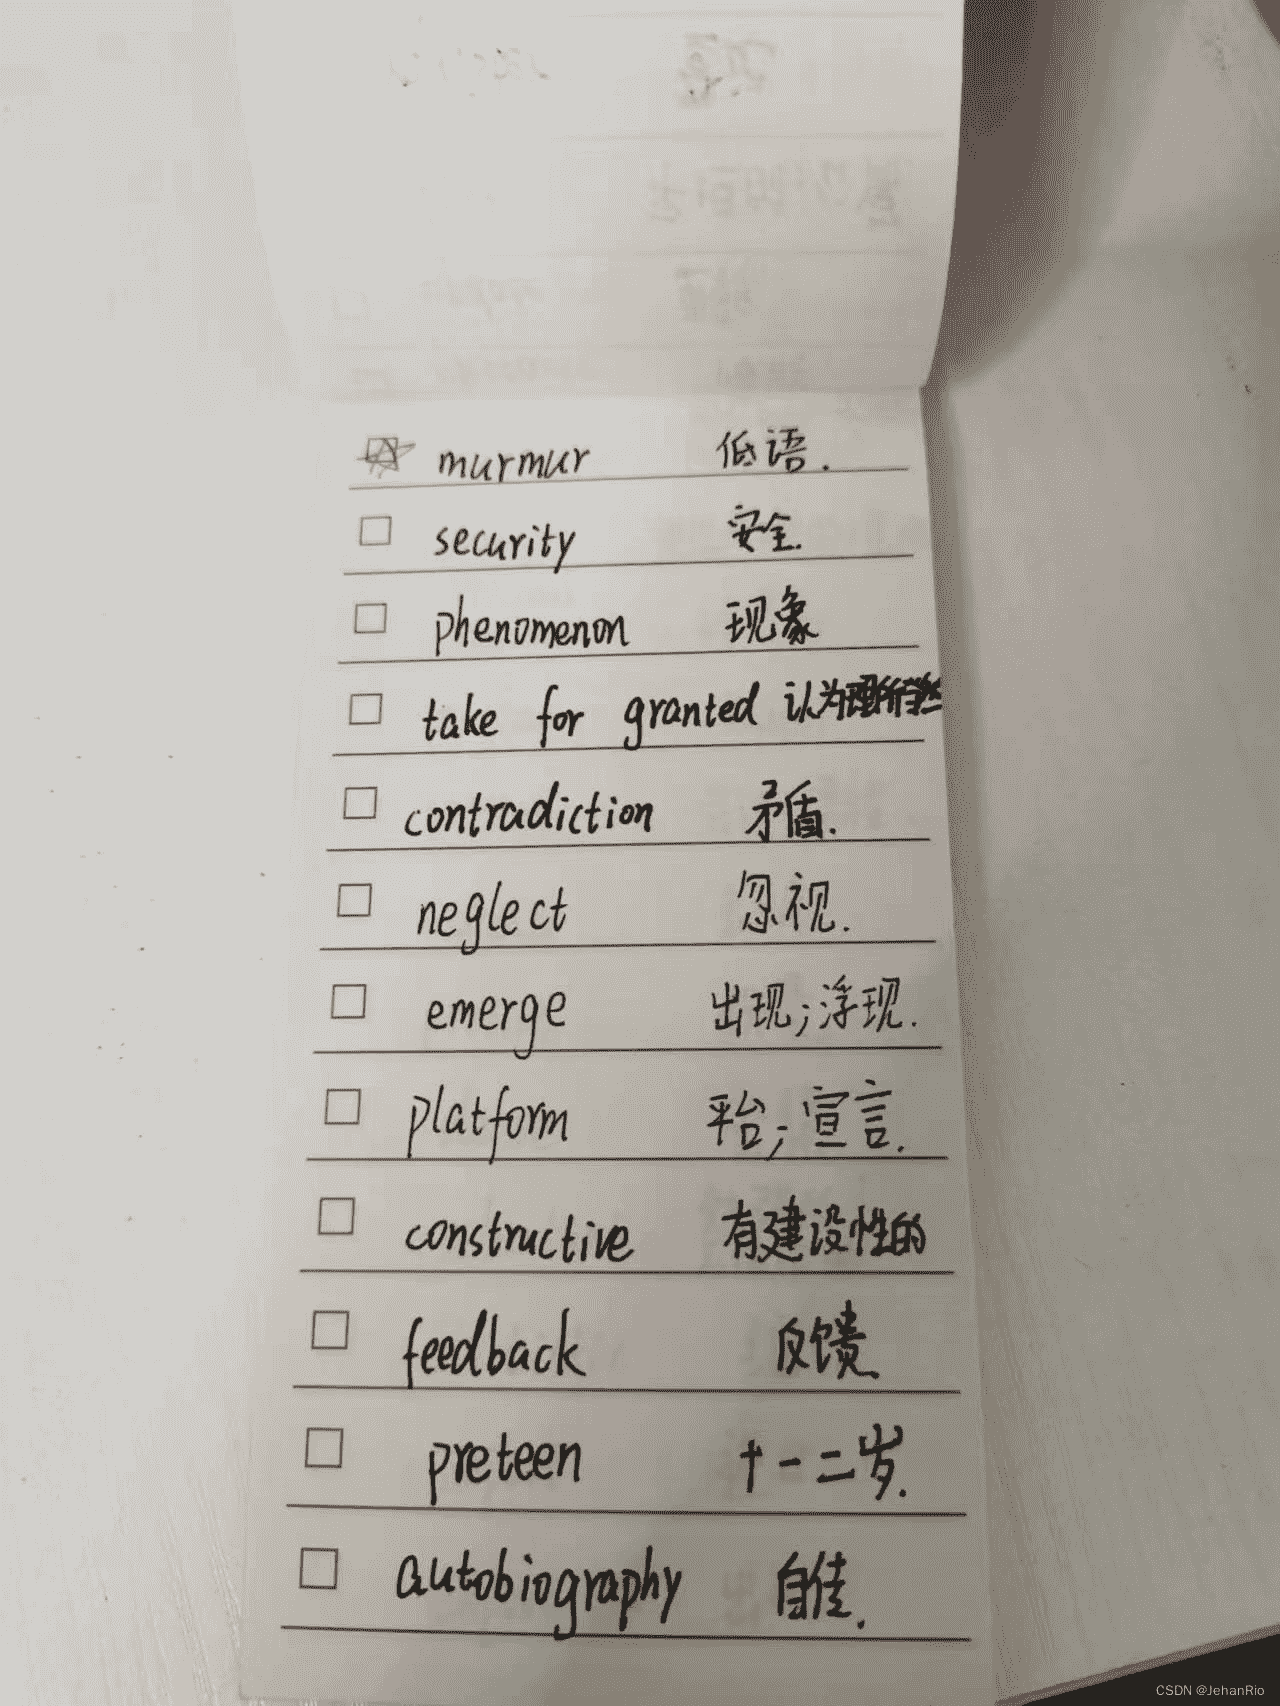 murmur 低语.
security 安全.
phenomenon 现象
take for granted 认为理所当然
contradiction 矛盾.
neglect 忽视.
emerge 出现;浮现.
platform 平台;宣言.
constructive 有建设性的
feedback 反馈.
preteen 十一二岁.
autobiography 自传.
CSDN @JehanRio